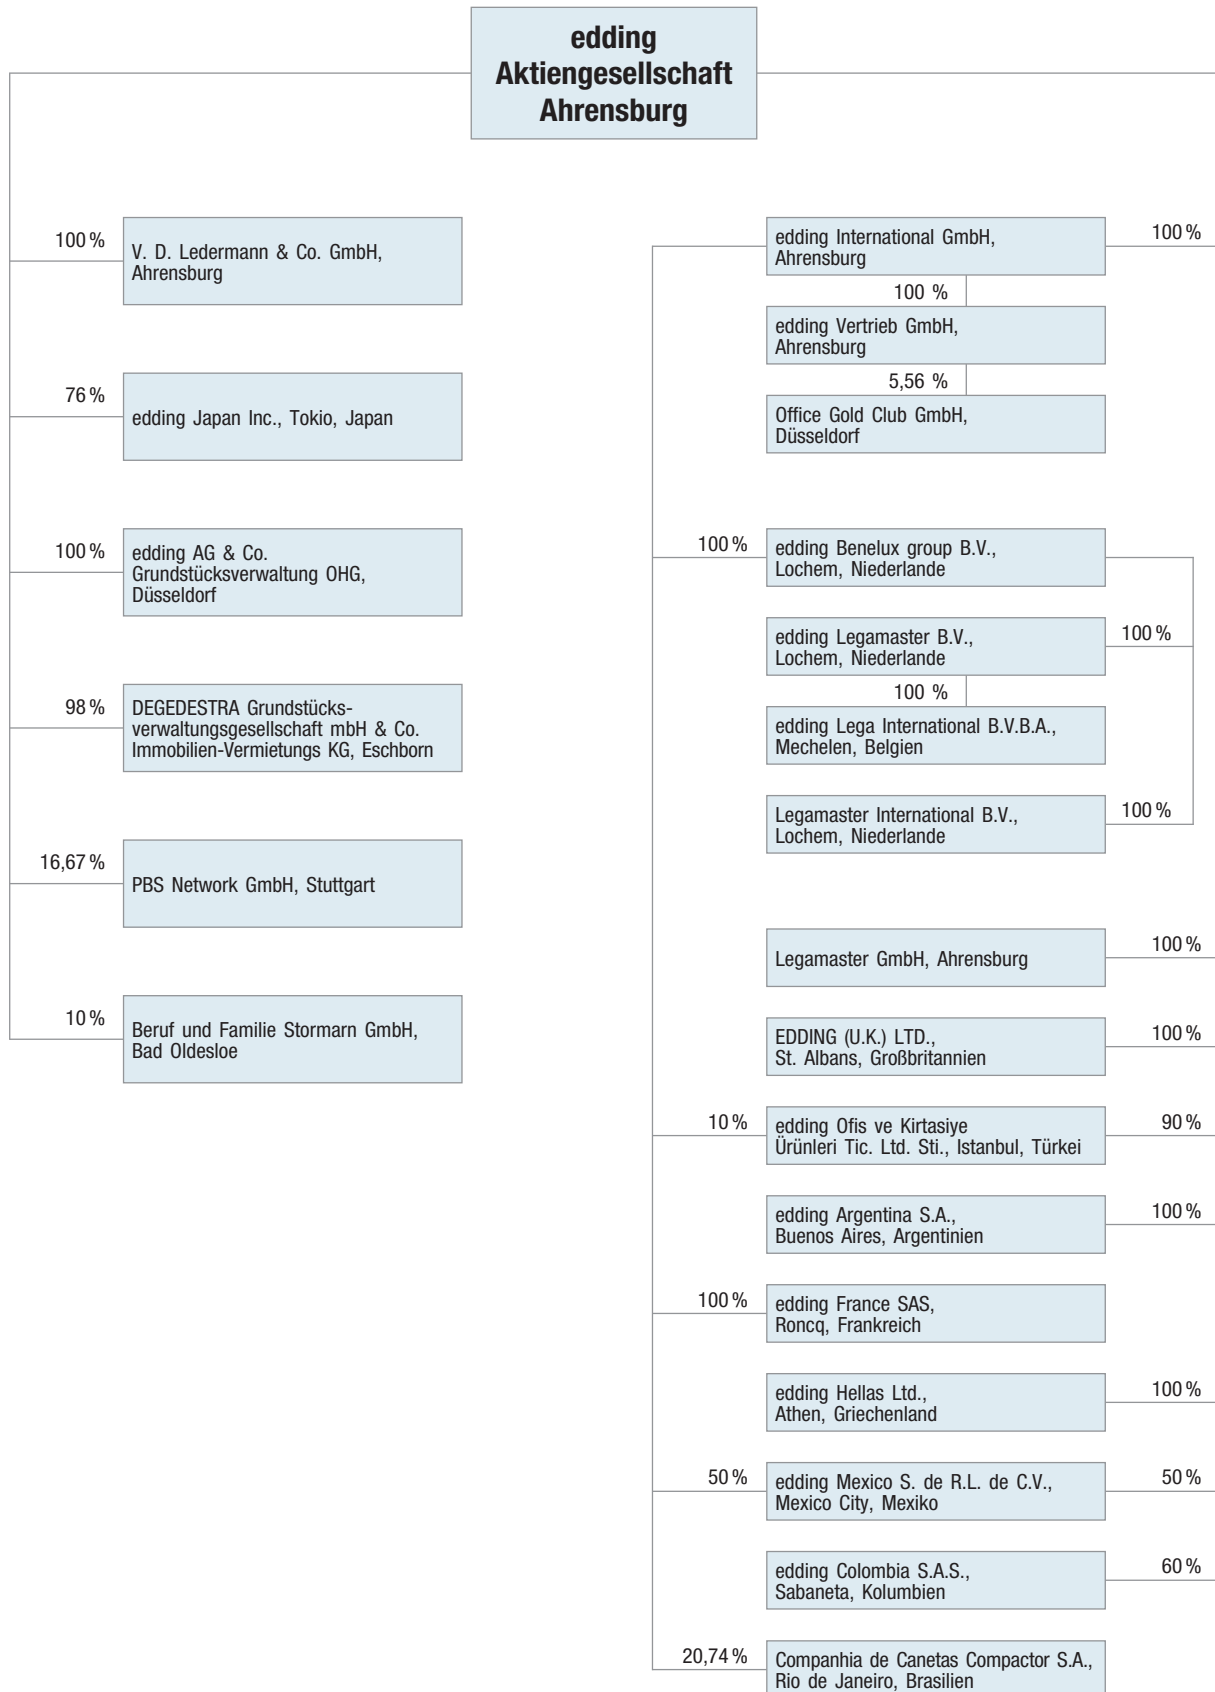 edding
Aktiengesellschaft
Ahrensburg
100 %
V. D. Ledermann & Co. GmbH,
Ahrensburg
76 %
edding Japan Inc., Tokio, Japan
100 %
edding AG & Co.
Grundstücksverwaltung OHG,
Düsseldorf
98 %
DEGEDESTRA Grundstücks-
verwaltungsgesellschaft mbH & Co.
Immobilien-Vermietungs KG, Eschborn
16,67 %
PBS Network GmbH, Stuttgart
10 %
Beruf und Familie Stormarn GmbH,
Bad Oldesloe
edding International GmbH,
Ahrensburg
100 %
100 %
edding Vertrieb GmbH,
Ahrensburg
5,56 %
Office Gold Club GmbH,
Düsseldorf
100 %
edding Benelux group B.V.,
Lochem, Niederlande
edding Legamaster B.V.,
Lochem, Niederlande
100 %
100 %
edding Lega International B.V.B.A.,
Mechelen, Belgien
Legamaster International B.V.,
Lochem, Niederlande
100 %
Legamaster GmbH, Ahrensburg
100 %
EDDING (U.K.) LTD.,
St. Albans, Großbritannien
100 %
10 %
edding Ofis ve Kirtasiye
Ürünleri Tic. Ltd. Sti., Istanbul, Türkei
90 %
edding Argentina S.A.,
Buenos Aires, Argentinien
100 %
100 %
edding France SAS,
Roncq, Frankreich
edding Hellas Ltd.,
Athen, Griechenland
100 %
50 %
edding Mexico S. de R.L. de C.V.,
Mexico City, Mexiko
50 %
edding Colombia S.A.S.,
Sabaneta, Kolumbien
60 %
20,74 %
Companhia de Canetas Compactor S.A.,
Rio de Janeiro, Brasilien